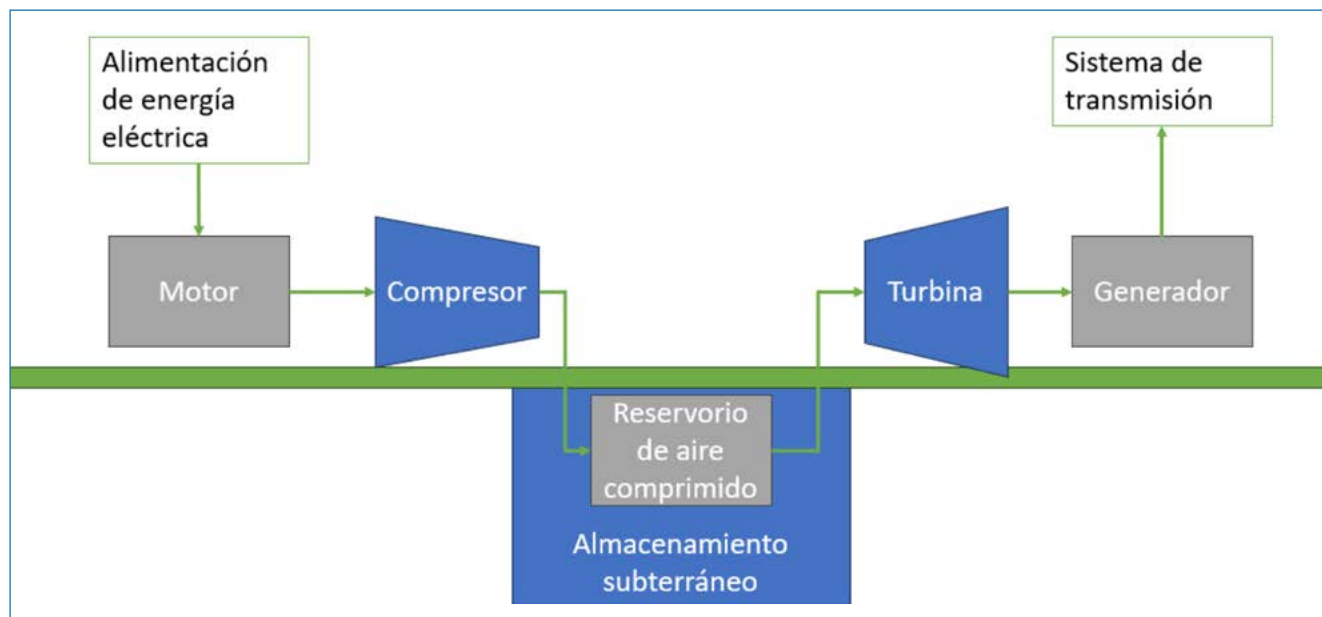 Alimentación
de energía
eléctrica
Sistema de
transmisión
Motor
Compresor
Turbina
Generador
Reservorio
de aire
comprimido
Almacenamiento
subterráneo